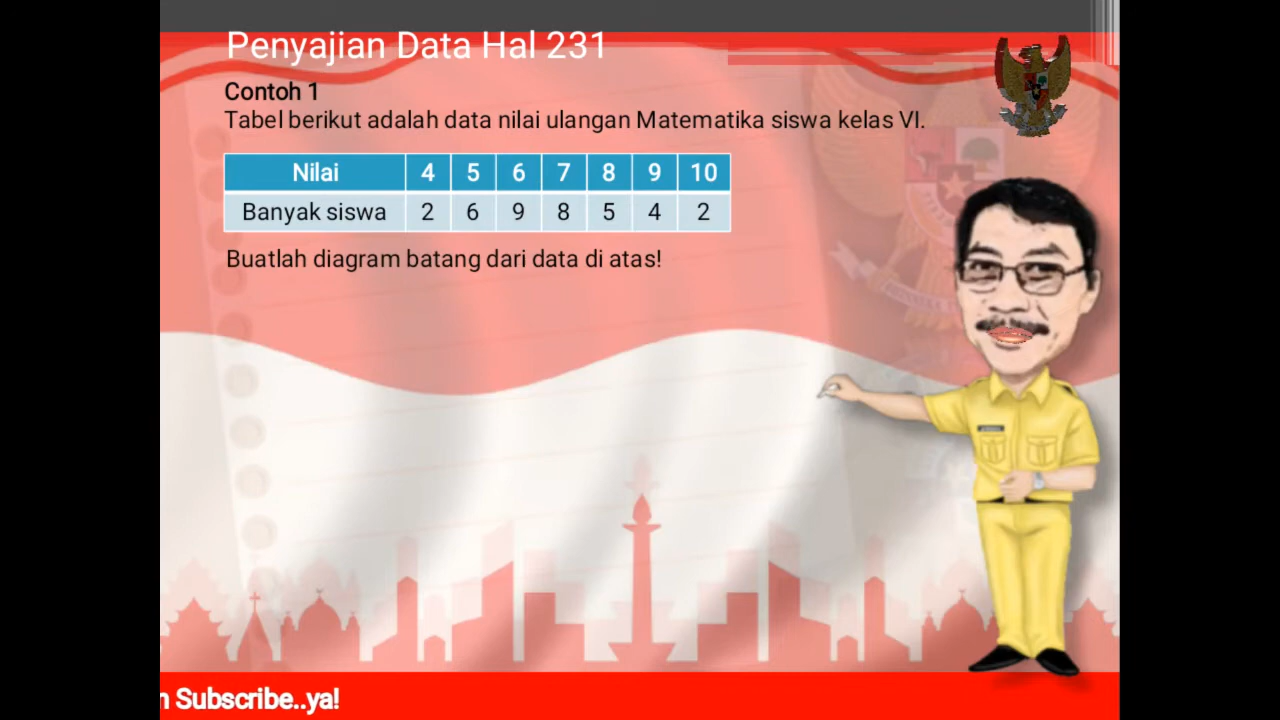 Penyajian Data Hal 231
Contoh 1
Tabel berikut adalah data nilai ulangan Matematika siswa kelas VI.
Nilai 4 5 6 7 8 9 10
Banyak siswa 2 6 9 8 5 4 2
Buatlah diagram batang dari data di atas!
n Subscribe..ya!